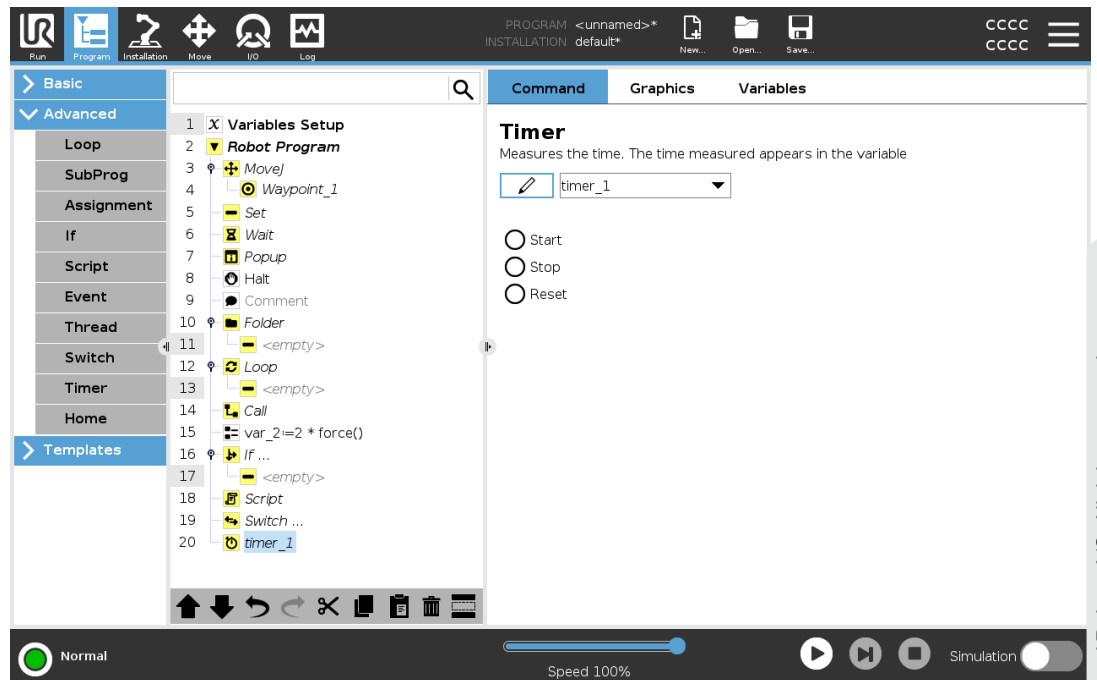 PROGRAM <unnamed>*
INSTALLATION default*
CCCC
CCCC
UR
Run
Program
Installation
Move
I/O
Log
New...
Open...
Save...
Basic
Advanced
Loop
SubProg
Assignment
If
Script
Event
Thread
Switch
Timer
Home
Templates
1 X Variables Setup
2 Robot Program
3 MoveJ
4 Waypoint_1
5 Set
6 Wait
7 Popup
8 Halt
9 Comment
10 Folder
11 <empty>
12 Loop
13 <empty>
14 Call
15 var_2:=2 * force()
16 If ...
17 <empty>
18 Script
19 Switch ...
20 timer_1
Command Graphics Variables
Timer
Measures the time. The time measured appears in the variable
timer_1
Start
Stop
Reset
Normal
Speed 100%
Simulation